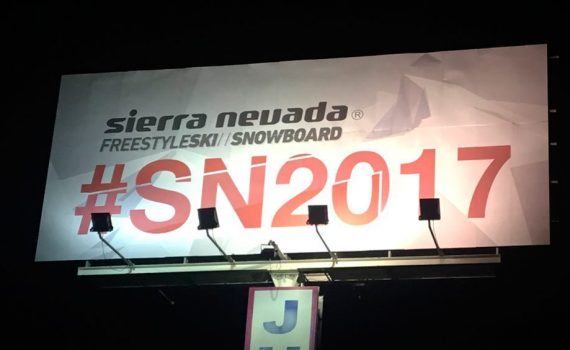 sierra nevada®
FREESTYLESKI//SNOWBOARD
#SN2017
J